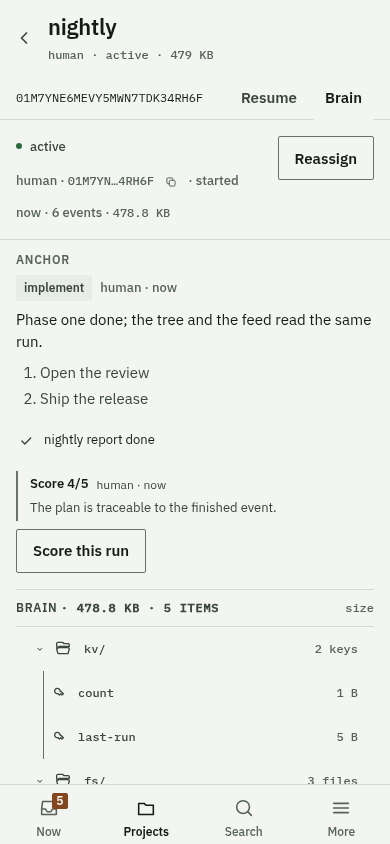 nightly
human · active · 479 KB
01M7YNE6MEVY5MWN7TDK34RH6F Resume Brain
active
Reassign
human · 01M7YN…4RH6F · started
now · 6 events · 478.8 KB
ANCHOR
implement human · now
Phase one done; the tree and the feed read the same
run.
1. Open the review
2. Ship the release
nightly report done
Score 4/5 human · now
The plan is traceable to the finished event.
Score this run
BRAIN · 478.8 KB · 5 ITEMS size
kv/ 2 keys
count 1 B
last-run 5 B
fs/ 3 files
5
Now Projects Search More